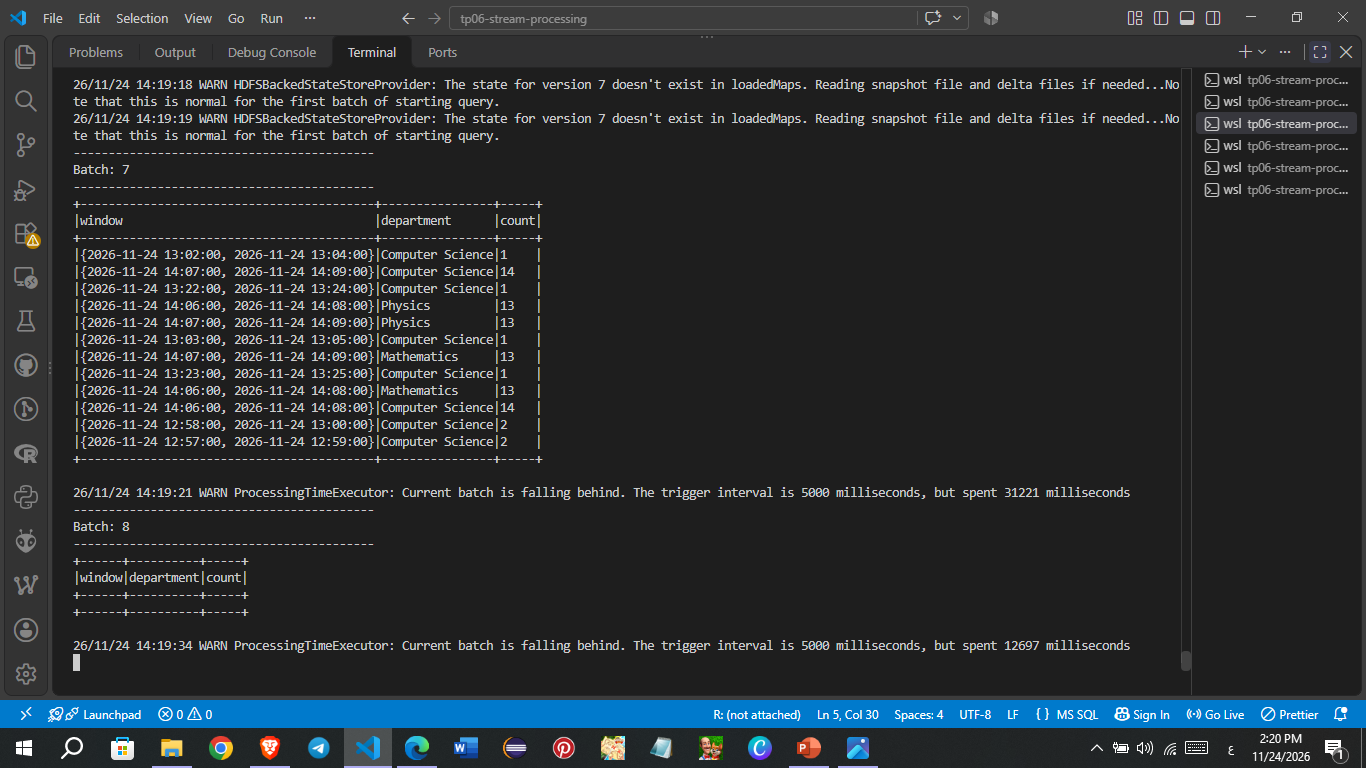 File Edit Selection View Go Run ··· tp06-stream-processing
Problems Output Debug Console Terminal Ports
26/11/24 14:19:18 WARN HDFSBackedStateStoreProvider: The state for version 7 doesn't exist in loadedMaps. Reading snapshot file and delta files if needed...No
te that this is normal for the first batch of starting query.
26/11/24 14:19:19 WARN HDFSBackedStateStoreProvider: The state for version 7 doesn't exist in loadedMaps. Reading snapshot file and delta files if needed...No
te that this is normal for the first batch of starting query.
-------------------------------------------
Batch: 7
-------------------------------------------
+------------------------------------------+----------------+-----+
|window                                    |department      |count|
+------------------------------------------+----------------+-----+
|{2026-11-24 13:02:00, 2026-11-24 13:04:00}|Computer Science|1    |
|{2026-11-24 14:07:00, 2026-11-24 14:09:00}|Computer Science|14   |
|{2026-11-24 13:22:00, 2026-11-24 13:24:00}|Computer Science|1    |
|{2026-11-24 14:06:00, 2026-11-24 14:08:00}|Physics         |13   |
|{2026-11-24 14:07:00, 2026-11-24 14:09:00}|Physics         |13   |
|{2026-11-24 13:03:00, 2026-11-24 13:05:00}|Computer Science|1    |
|{2026-11-24 14:07:00, 2026-11-24 14:09:00}|Mathematics     |13   |
|{2026-11-24 13:23:00, 2026-11-24 13:25:00}|Computer Science|1    |
|{2026-11-24 14:06:00, 2026-11-24 14:08:00}|Mathematics     |13   |
|{2026-11-24 14:06:00, 2026-11-24 14:08:00}|Computer Science|14   |
|{2026-11-24 12:58:00, 2026-11-24 13:00:00}|Computer Science|2    |
|{2026-11-24 12:57:00, 2026-11-24 12:59:00}|Computer Science|2    |
+------------------------------------------+----------------+-----+
26/11/24 14:19:21 WARN ProcessingTimeExecutor: Current batch is falling behind. The trigger interval is 5000 milliseconds, but spent 31221 milliseconds
-------------------------------------------
Batch: 8
-------------------------------------------
+------+----------+-----+
|window|department|count|
+------+----------+-----+
+------+----------+-----+
26/11/24 14:19:34 WARN ProcessingTimeExecutor: Current batch is falling behind. The trigger interval is 5000 milliseconds, but spent 12697 milliseconds
wsl tp06-stream-proc...
wsl tp06-stream-proc...
wsl tp06-stream-proc...
wsl tp06-stream-proc...
wsl tp06-stream-proc...
wsl tp06-stream-proc...
Launchpad 0 0 R: (not attached) Ln 5, Col 30 Spaces: 4 UTF-8 LF { } MS SQL Sign In Go Live Prettier
ع 2:20 PM
11/24/2026 1